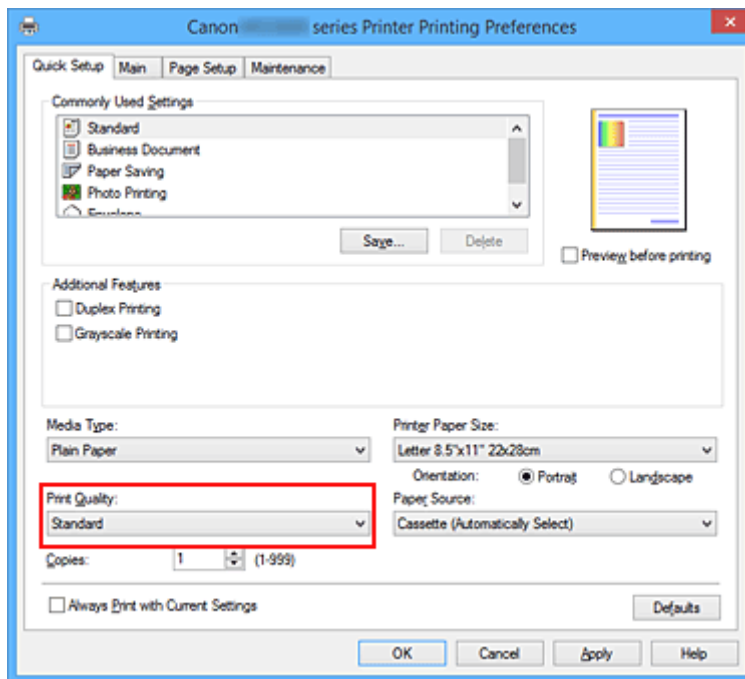 Canon series Printer Printing Preferences
Quick Setup Main Page Setup Maintenance
Commonly Used Settings
Standard
Business Document
Paper Saving
Photo Printing
Envelope
Save... Delete
Preview before printing
Additional Features
Duplex Printing
Grayscale Printing
Media Type:
Plain Paper
Printer Paper Size:
Letter 8.5"x11" 22x28cm
Orientation: Portrait Landscape
Print Quality:
Standard
Paper Source:
Cassette (Automatically Select)
Copies: 1 (1-999)
Always Print with Current Settings
Defaults
OK Cancel Apply Help